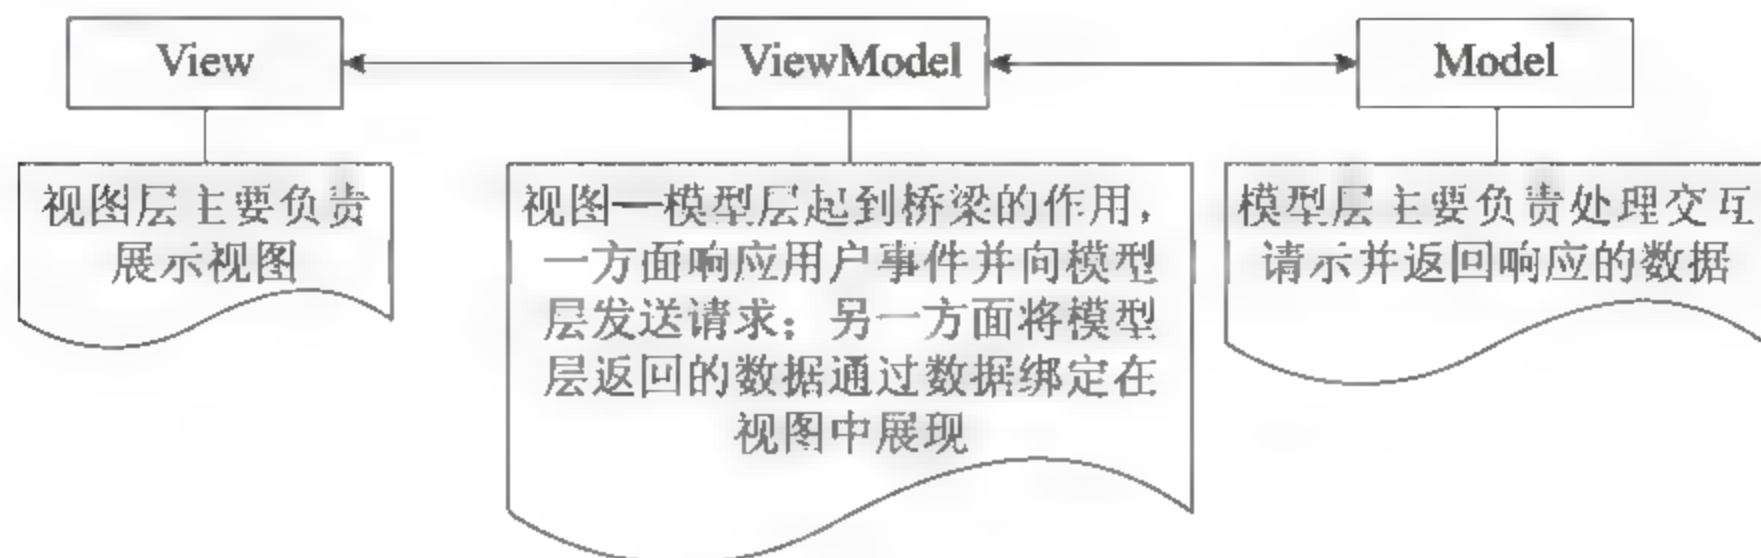 View
ViewModel
Model
视图层主要负责
展示视图
视图—模型层起到桥梁的作用，
一方面响应用户事件并向模型
层发送请求；另一方面将模型
层返回的数据通过数据绑定在
视图中展现
模型层主要负责处理交互
请示并返回响应的数据